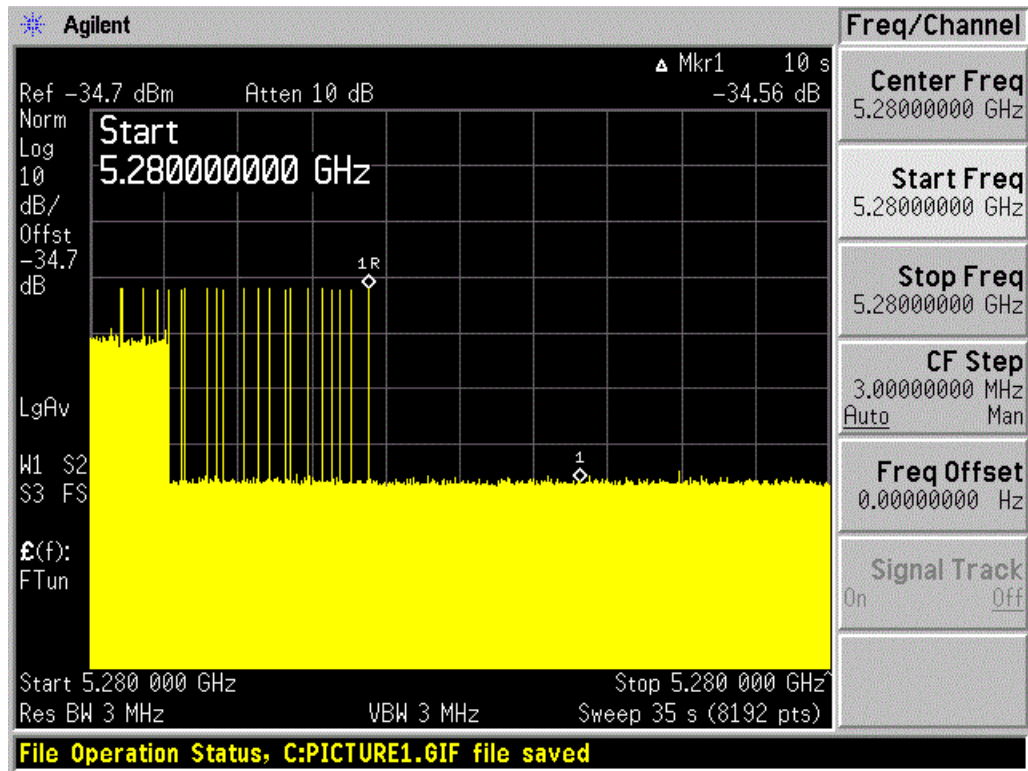 Agilent
Freq/Channel
Δ Mkr1 10 s
Ref -34.7 dBm Atten 10 dB -34.56 dB
Norm
Log
10
dB/
Offst
-34.7
dB
Start
5.280000000 GHz
1R
1
LgAv
W1 S2
S3 FS
£(f):
FTun
Start 5.280 000 GHz Stop 5.280 000 GHz^
Res BW 3 MHz VBW 3 MHz Sweep 35 s (8192 pts)
Center Freq
5.28000000 GHz
Start Freq
5.28000000 GHz
Stop Freq
5.28000000 GHz
CF Step
3.00000000 MHz
Auto Man
Freq Offset
0.00000000 Hz
Signal Track
On Off
File Operation Status, C:PICTURE1.GIF file saved